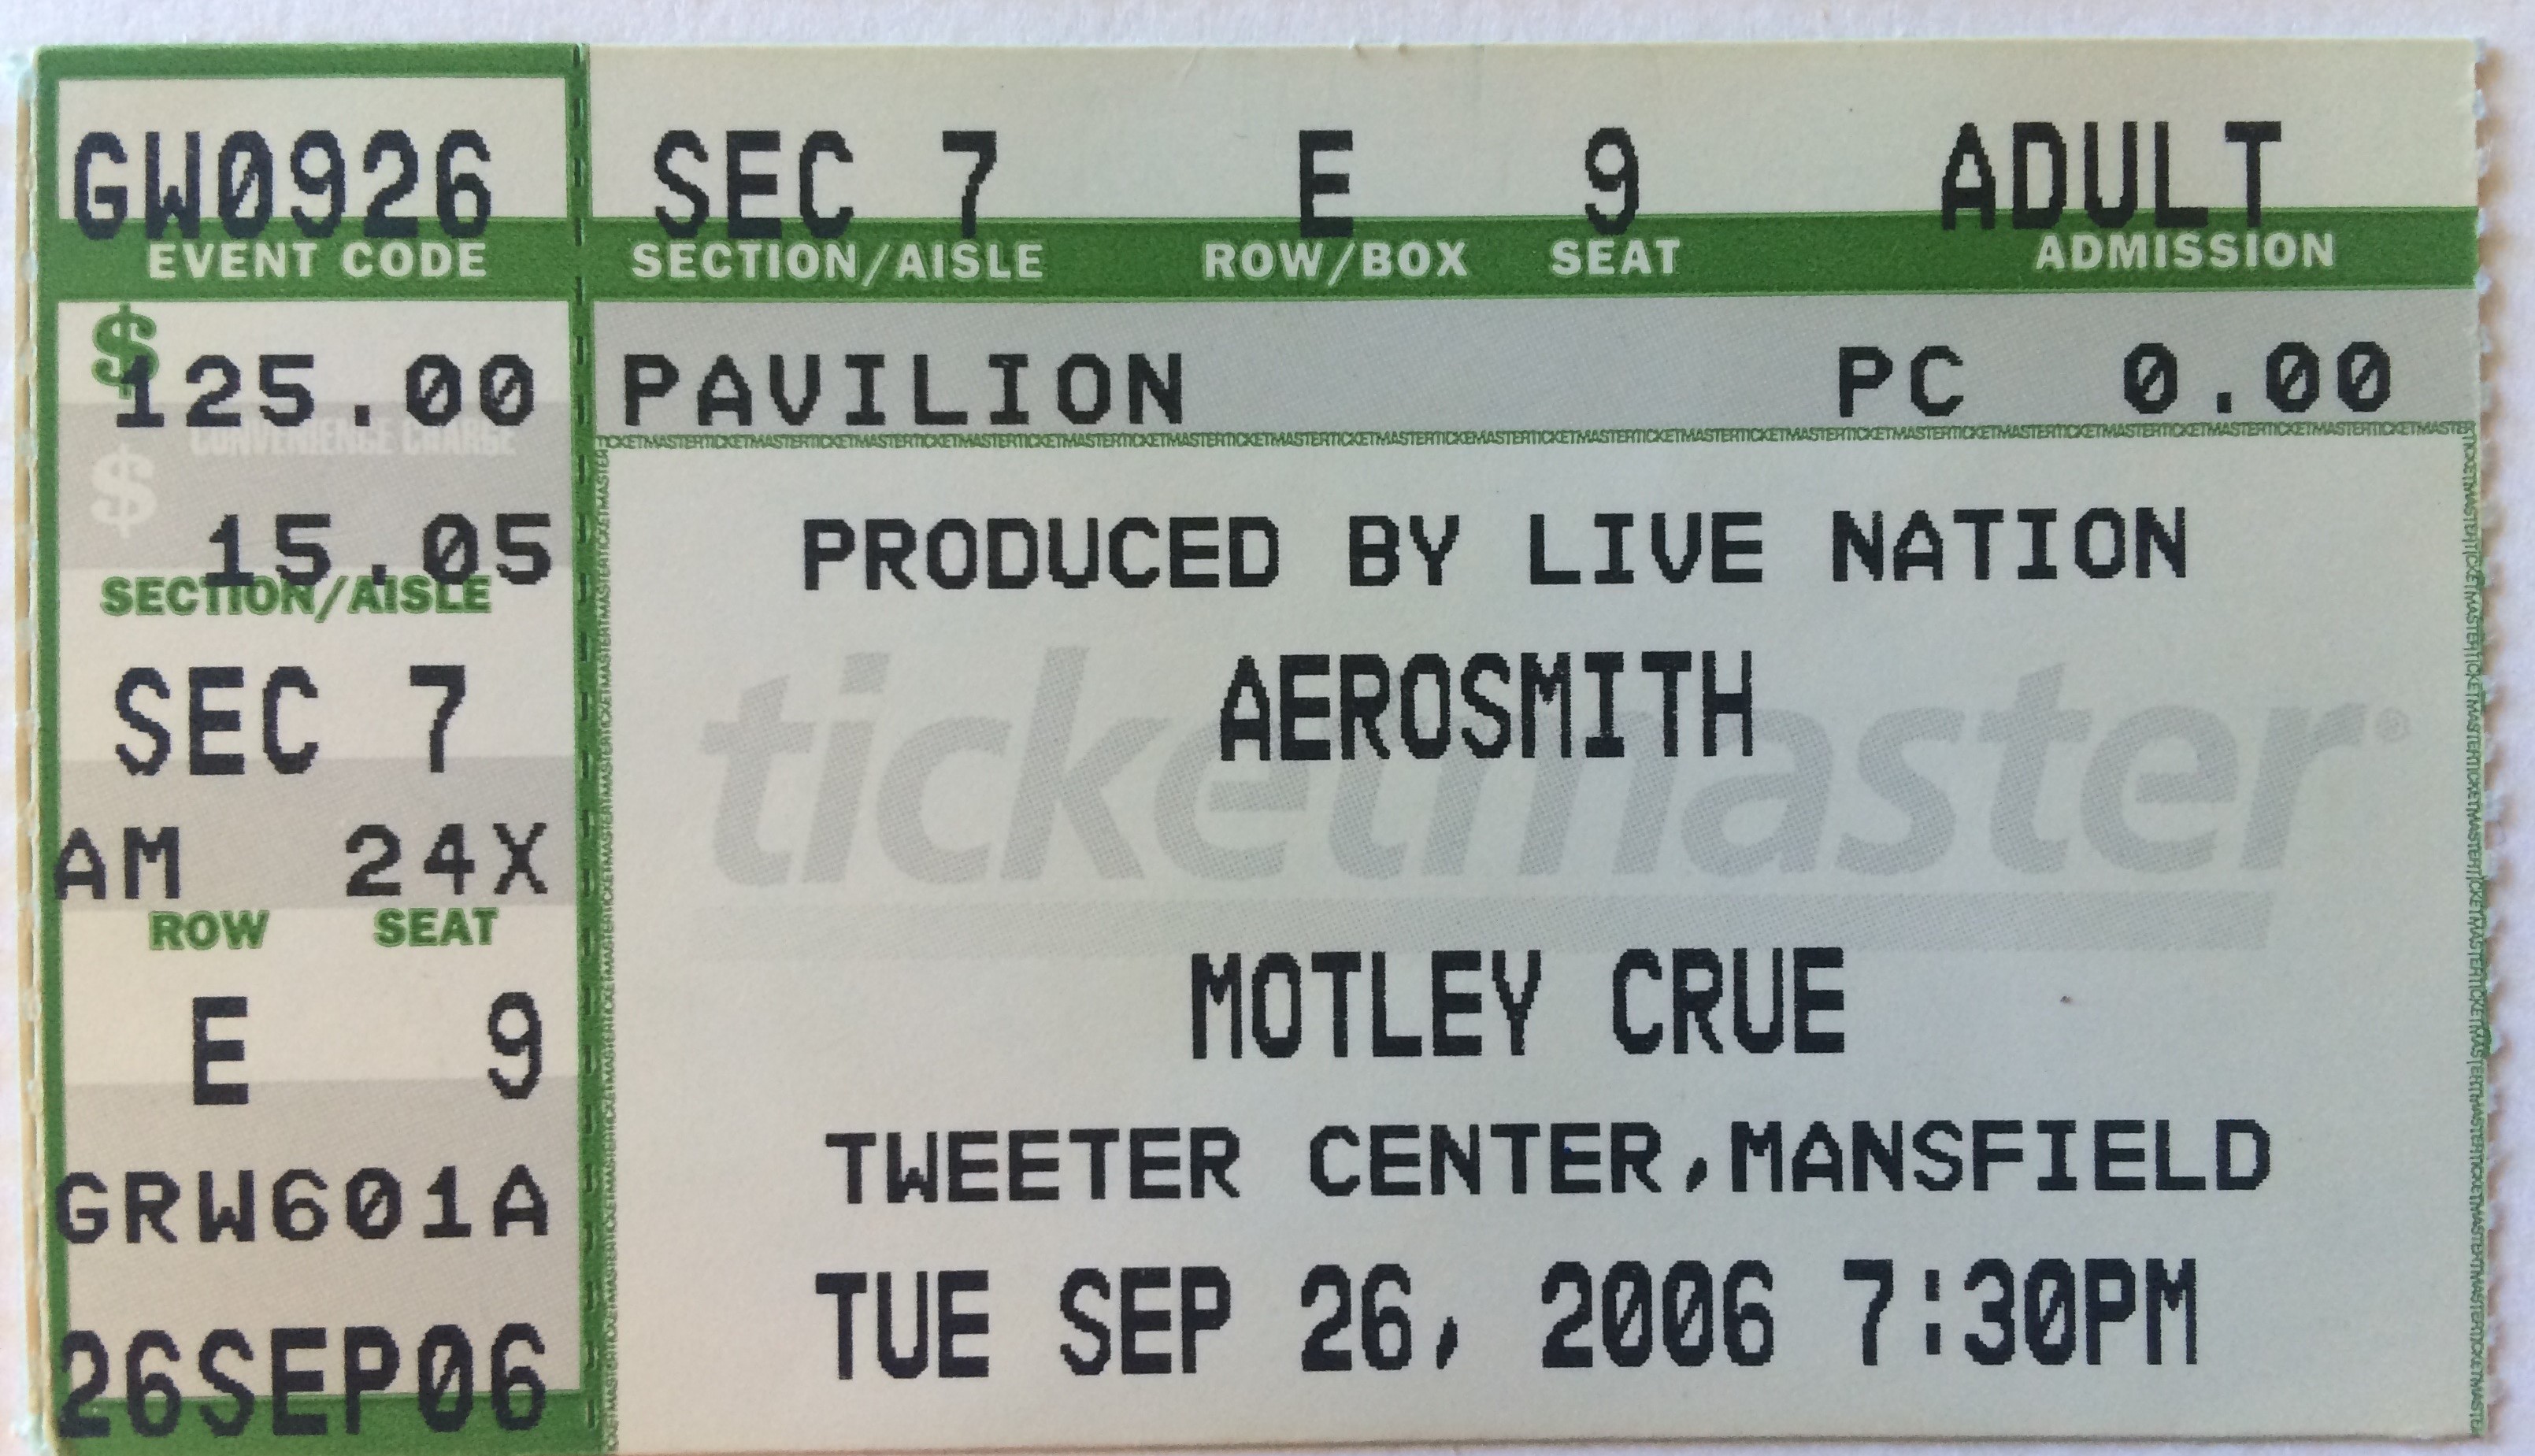 GW0926
EVENT CODE
$
125.00
CONVENIENCE CHARGE
$
15.05
SECTION/AISLE
SEC 7
AM 24X
ROW SEAT
E 9
GRW601A
26SEP06
SEC 7 E 9 ADULT
SECTION/AISLE ROW/BOX SEAT ADMISSION
PAVILION PC 0.00
PRODUCED BY LIVE NATION
AEROSMITH
ticketmaster®
MOTLEY CRUE
TWEETER CENTER,MANSFIELD
TUE SEP 26, 2006 7:30PM